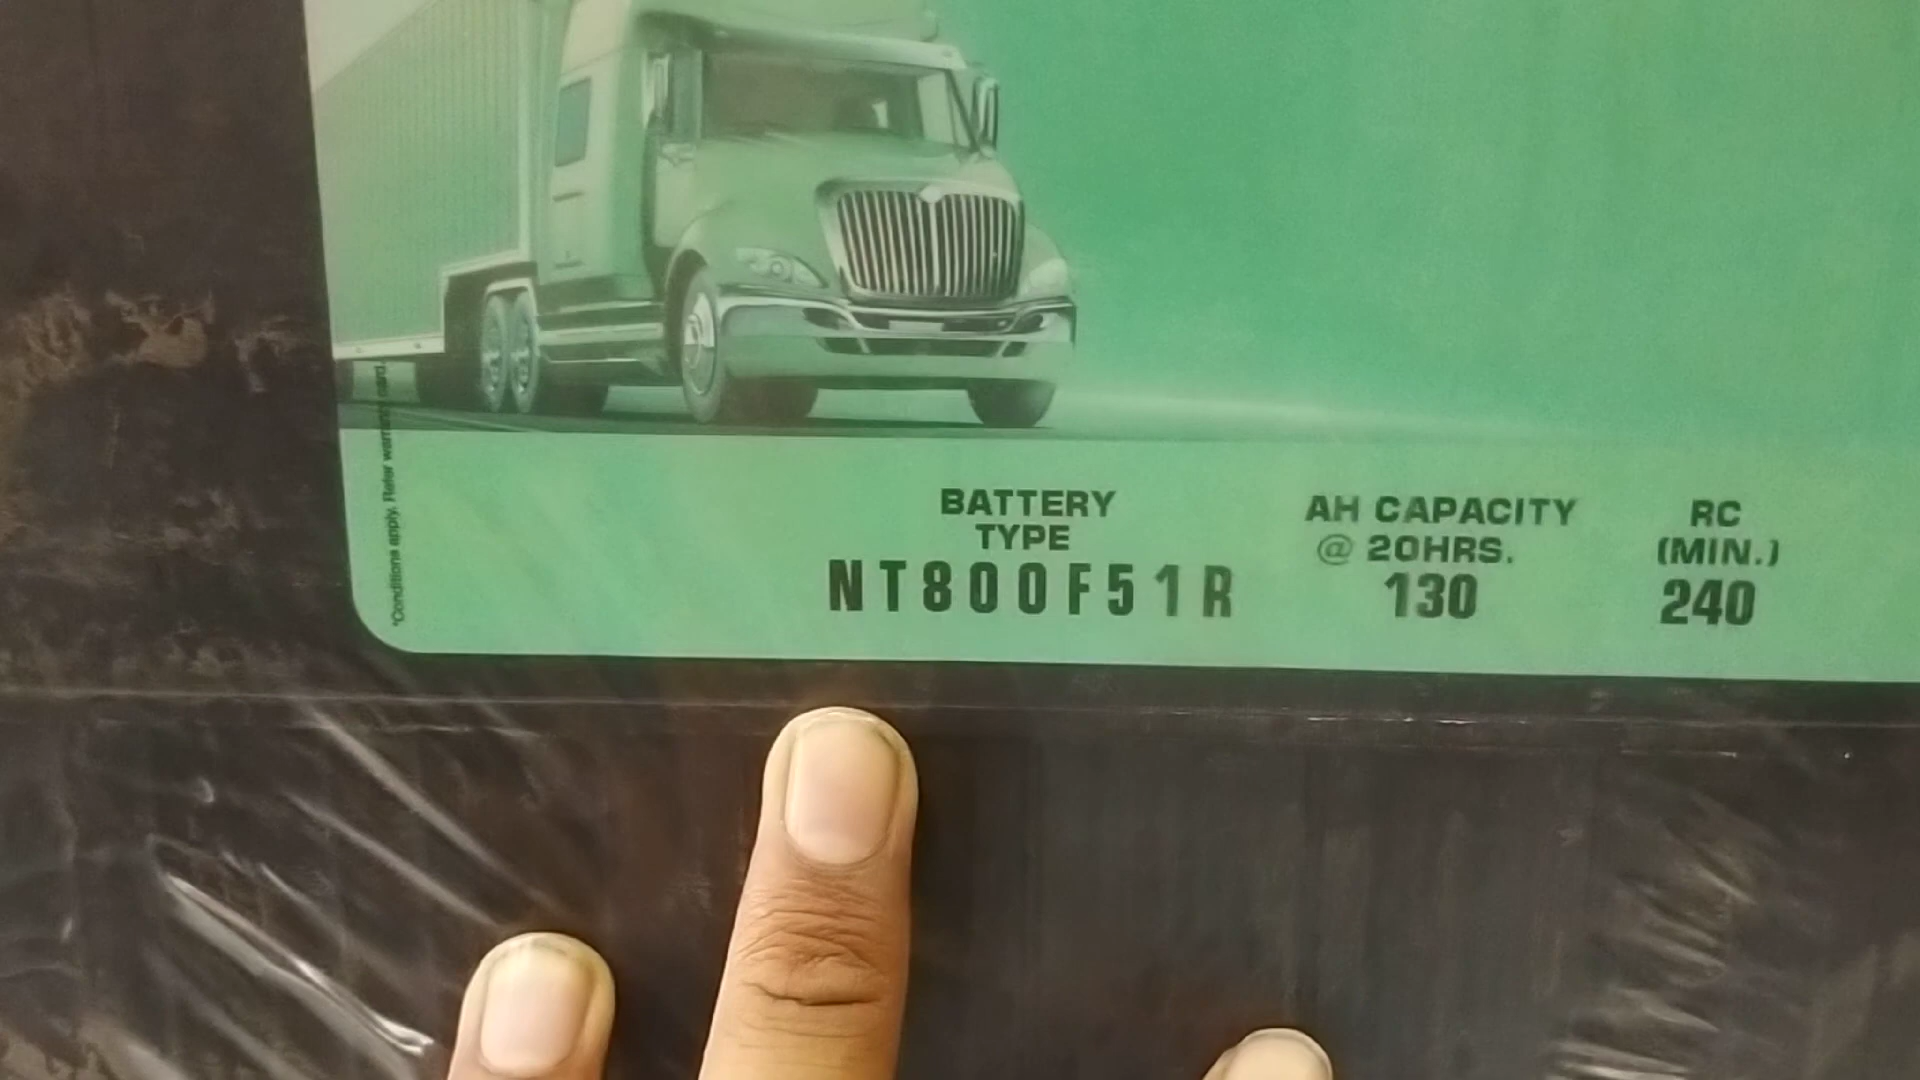 BATTERY
TYPE
NT800F51R
AH CAPACITY
@ 20HRS.
130
RC
(MIN.)
240
*Conditions apply. Refer warranty card.